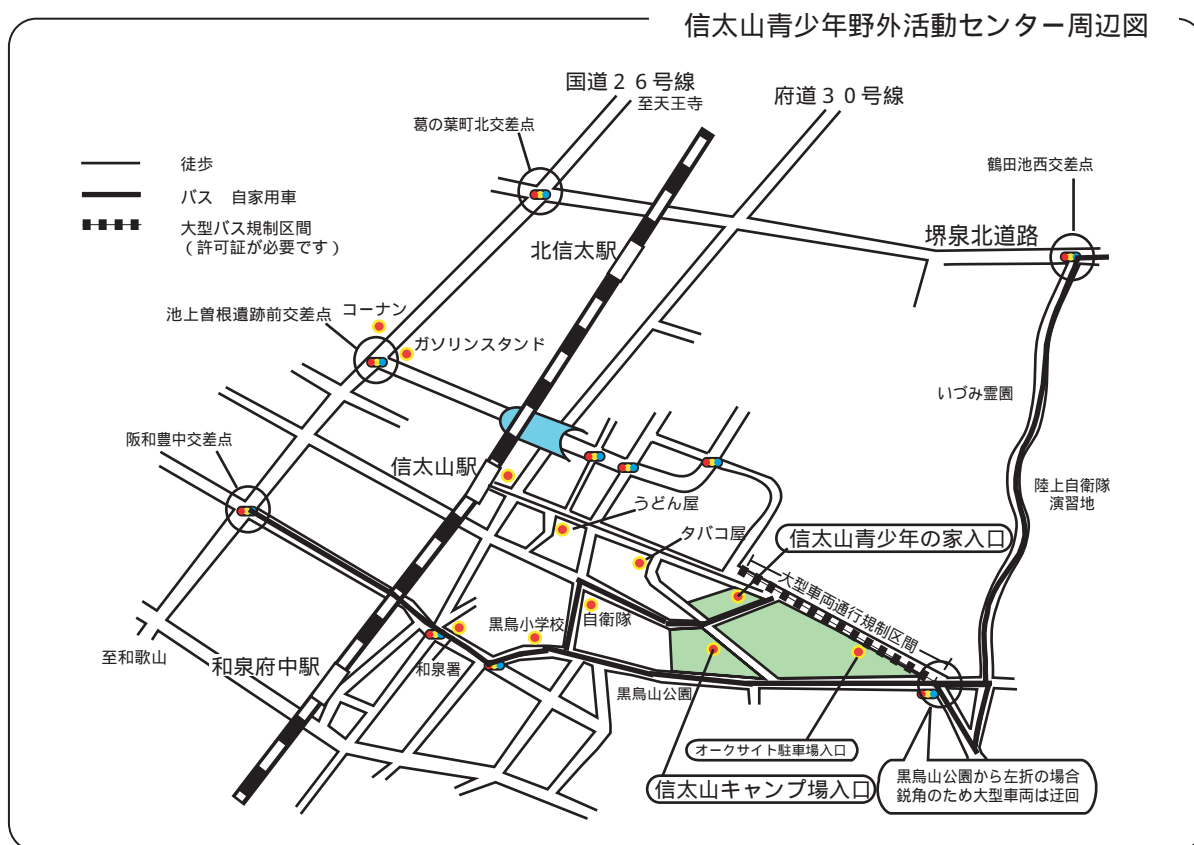 信太山青少年野外活動センター周辺図
国道２６号線
至天王寺
府道３０号線
葛の葉町北交差点
鶴田池西交差点
徒歩
バス　自家用車
大型バス規制区間
（許可証が必要です）
北信太駅
堺泉北道路
池上曽根遺跡前交差点
コーナン
ガソリンスタンド
いづみ霊園
阪和豊中交差点
信太山駅
陸上自衛隊
演習地
うどん屋
タバコ屋
信太山青少年の家入口
大型車両通行規制区間
自衛隊
黒鳥小学校
至和歌山
和泉府中駅
和泉署
黒鳥山公園
オークサイト駐車場入口
信太山キャンプ場入口
黒鳥山公園から左折の場合
鋭角のため大型車両は迂回